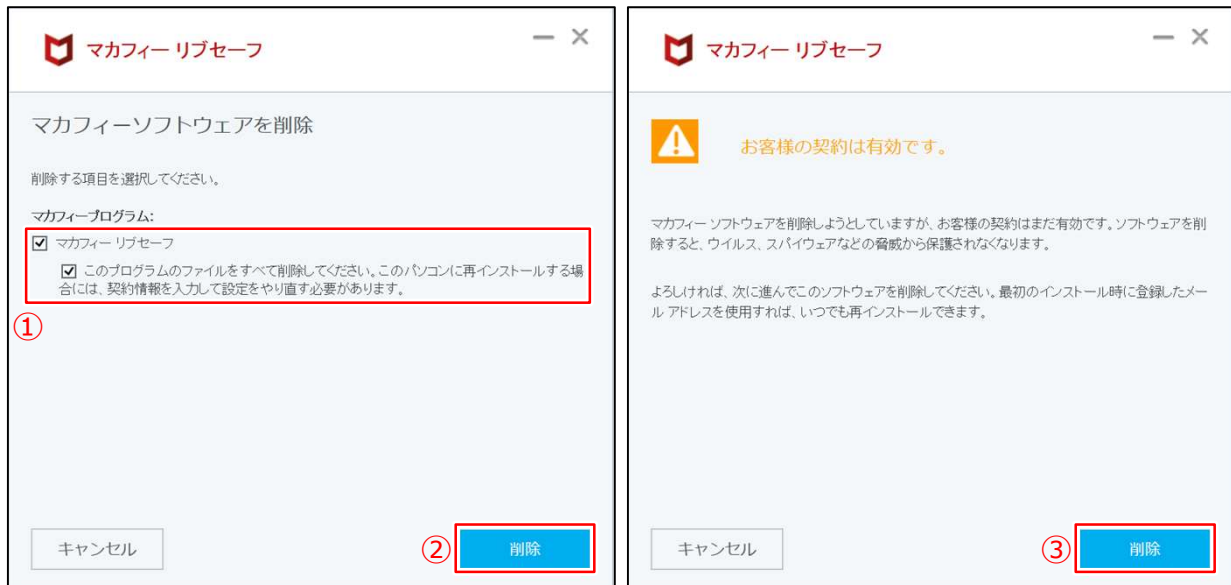 マカフィー リブセーフ
マカフィーソフトウェアを削除
削除する項目を選択してください。
マカフィープログラム:
マカフィー リブセーフ
このプログラムのファイルをすべて削除してください。このパソコンに再インストールする場
合には、契約情報を入力して設定をやり直す必要があります。
①
キャンセル
②
削除
マカフィー リブセーフ
お客様の契約は有効です。
マカフィー ソフトウェアを削除しようとしていますが、お客様の契約はまだ有効です。ソフトウェアを削
除すると、ウイルス、スパイウェアなどの脅威から保護されなくなります。
よろしければ、次に進んでこのソフトウェアを削除してください。最初のインストール時に登録したメー
ル アドレスを使用すれば、いつでも再インストールできます。
キャンセル
③
削除